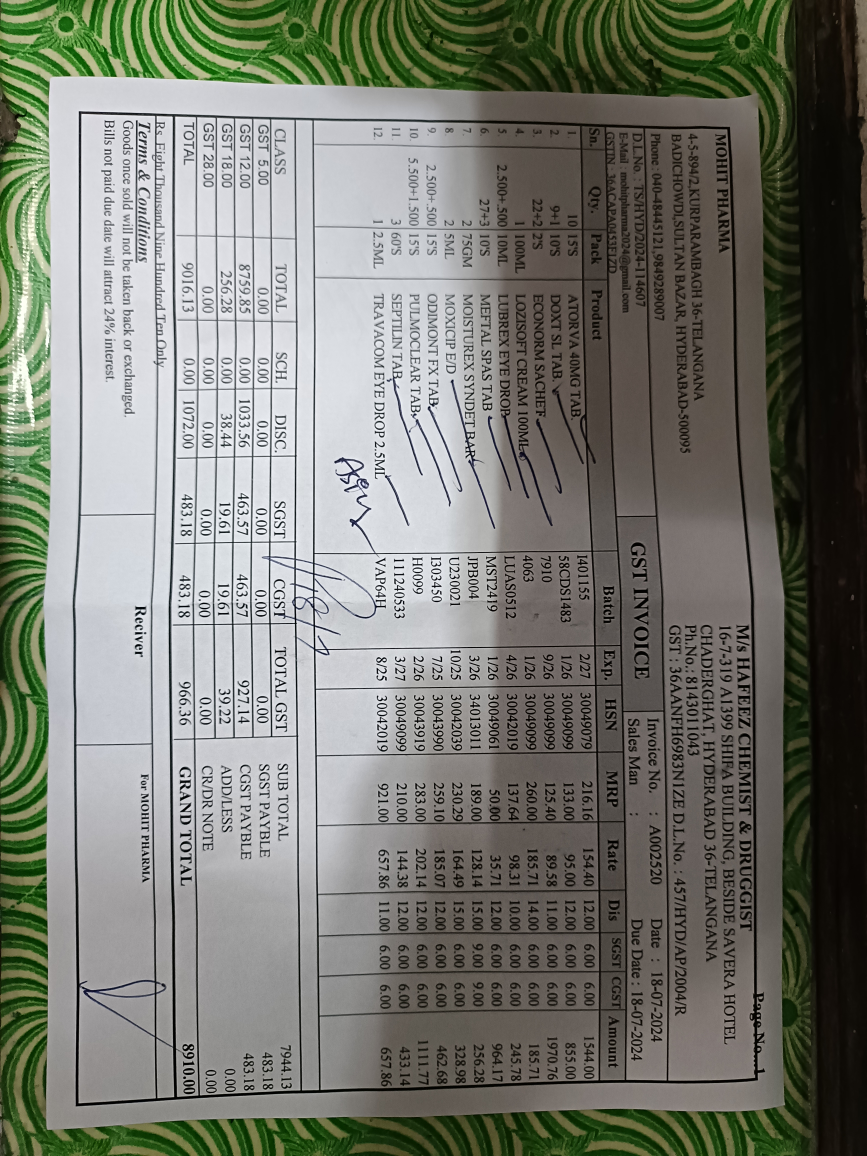 Page No...1
MOHIT PHARMA
4-5-894/2,KURPARAMBAGH 36-TELANGANA
BADICHOWDI,SULTAN BAZAR, HYDERABAD-500095
Phone : 040-48445121,9849289007
D.L.No. : TS/HYD/2024-114607
E-Mail : mohitpharma2024@gmail.com
GSTIN 36ACAPA0453E1ZD
GST INVOICE
M/s HAFEEZ CHEMIST & DRUGGIST
16-7-319 A1399 SHIFA BUILDING, BESIDE SAVERA HOTEL
CHADERGHAT, HYDERABAD 36-TELANGANA
Ph.No.: 8143011043
GST : 36AANFH6983N1ZE D.L.No. : 457/HYD/AP/2004/R
Invoice No. : A002520 Date : 18-07-2024
Sales Man : Due Date : 18-07-2024
Sn. Qty. Pack Product Batch Exp. HSN MRP Rate Dis SGST CGST Amount
1. 10 15'S ATORVA 40MG TAB I401155 2/27 30049079 216.16 154.40 12.00 6.00 6.00 1544.00
2. 9+1 10'S DOXT SL TAB. 58CDS1483 1/26 30049099 133.00 95.00 12.00 6.00 6.00 855.00
3. 22+2 2'S ECONORM SACHET 7910 9/26 30049099 125.40 89.58 11.00 6.00 6.00 1970.76
4. 1 100ML LOZISOFT CREAM 100ML 4063 1/26 30049099 260.00 185.71 14.00 6.00 6.00 185.71
5. 2.500+.500 10ML LUBREX EYE DROP LUAS0512 4/26 30042019 137.64 98.31 10.00 6.00 6.00 245.78
6. 27+3 10'S MEFTAL SPAS TAB MST2419 1/26 30049061 50.00 35.71 12.00 6.00 6.00 964.17
7. 2 75GM MOISTUREX SYNDET BAR JPB004 3/26 34013011 189.00 128.14 15.00 9.00 9.00 256.28
8 2 5ML MOXICIP E/D U230021 10/25 30042039 230.29 164.49 15.00 6.00 6.00 328.98
9. 2.500+.500 15'S ODIMONT FX TAB. I303450 7/25 30043990 259.10 185.07 12.00 6.00 6.00 462.68
10. 5.500+1.500 15'S PULMOCLEAR TAB. H0099 2/26 30043919 283.00 202.14 12.00 6.00 6.00 1111.77
11. 3 60'S SEPTILIN TAB. 111240533 3/27 30049099 210.00 144.38 12.00 6.00 6.00 433.14
12. 1 2.5ML TRAVACOM EYE DROP 2.5ML VAP64H 8/25 30042019 921.00 657.86 11.00 6.00 6.00 657.86
CLASS TOTAL SCH. DISC. SGST CGST TOTAL GST
GST 5.00 0.00 0.00 0.00 0.00 0.00 0.00
GST 12.00 8759.85 0.00 1033.56 463.57 463.57 927.14
GST 18.00 256.28 0.00 38.44 19.61 19.61 39.22
GST 28.00 0.00 0.00 0.00 0.00 0.00 0.00
TOTAL 9016.13 0.00 1072.00 483.18 483.18 966.36
SUB TOTAL 7944.13
SGST PAYBLE 483.18
CGST PAYBLE 483.18
ADD/LESS 0.00
CR/DR NOTE 0.00
GRAND TOTAL 8910.00
Rs. Eight Thousand Nine Hundred Ten Only
Terms & Conditions
Goods once sold will not be taken back or exchanged.
Bills not paid due date will attract 24% interest.
Reciver
For MOHIT PHARMA